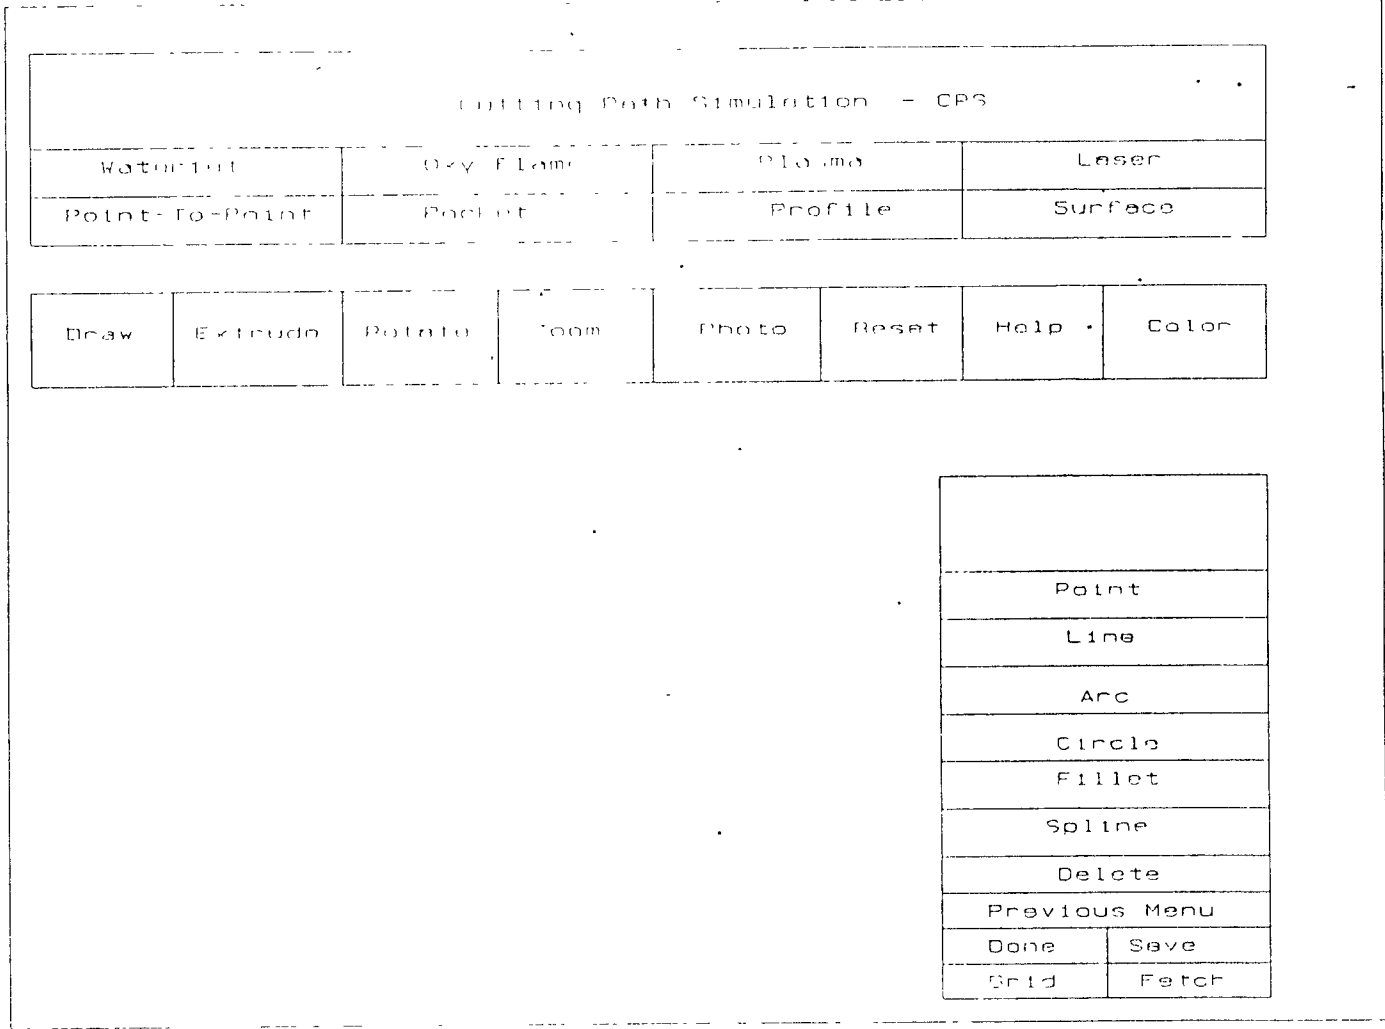 Cutting Path Simulation - CPS
Waterjet Oxy Flame Plasma Laser
Point-To-Point Pocket Profile Surface
Draw Extrude Rotate Zoom Photo Reset Help Color
Point
Line
Arc
Circle
Fillet
Spline
Delete
Previous Menu
Done Save
Grid Fetch